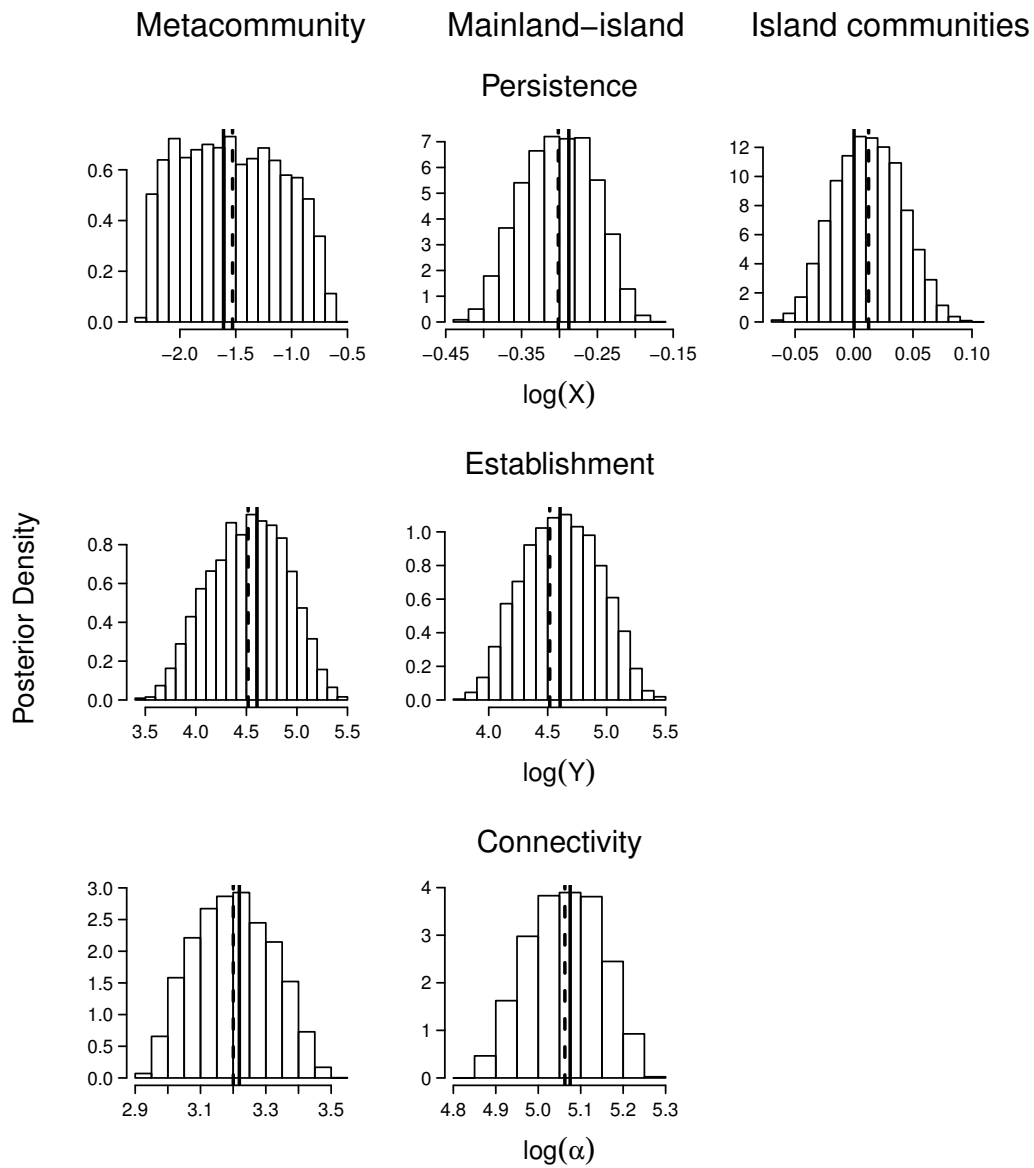 Metacommunity Mainland−island Island communities
Persistence
0.0 0.2 0.4 0.6
−2.0 −1.5 −1.0 −0.5
0 1 2 3 4 5 6 7
−0.45 −0.35 −0.25 −0.15
0 2 4 6 8 10 12
−0.05 0.00 0.05 0.10
log(X)
Establishment
Posterior Density
0.0 0.2 0.4 0.6 0.8
3.5 4.0 4.5 5.0 5.5
0.0 0.2 0.4 0.6 0.8 1.0
4.0 4.5 5.0 5.5
log(Y)
Connectivity
0.0 0.5 1.0 1.5 2.0 2.5 3.0
2.9 3.1 3.3 3.5
0 1 2 3 4
4.8 4.9 5.0 5.1 5.2 5.3
log(α)